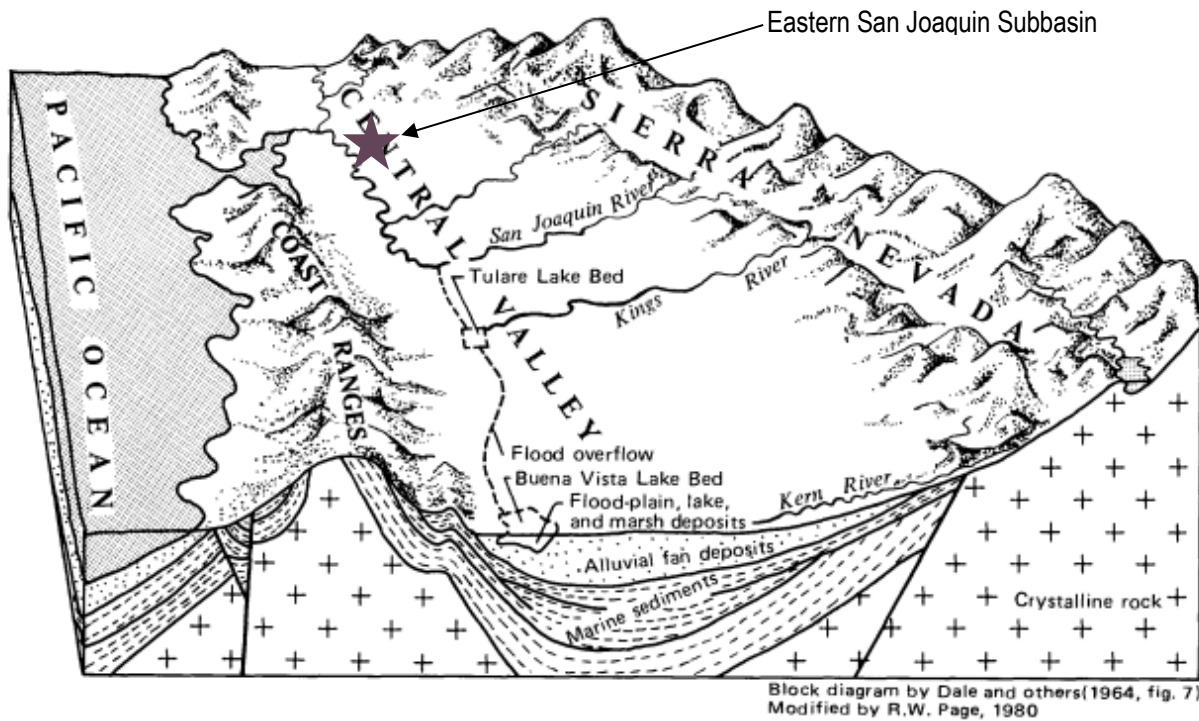 Eastern San Joaquin Subbasin
PACIFIC OCEAN
CENTRAL VALLEY
SIERRA NEVADA
COAST RANGES
San Joaquin River
Tulare Lake Bed
Kings River
Flood overflow
Buena Vista Lake Bed
Flood-plain, lake,
and marsh deposits
Kern River
Alluvial fan deposits
Marine sediments
Crystalline rock
Block diagram by Dale and others(1964, fig. 7)
Modified by R.W. Page, 1980